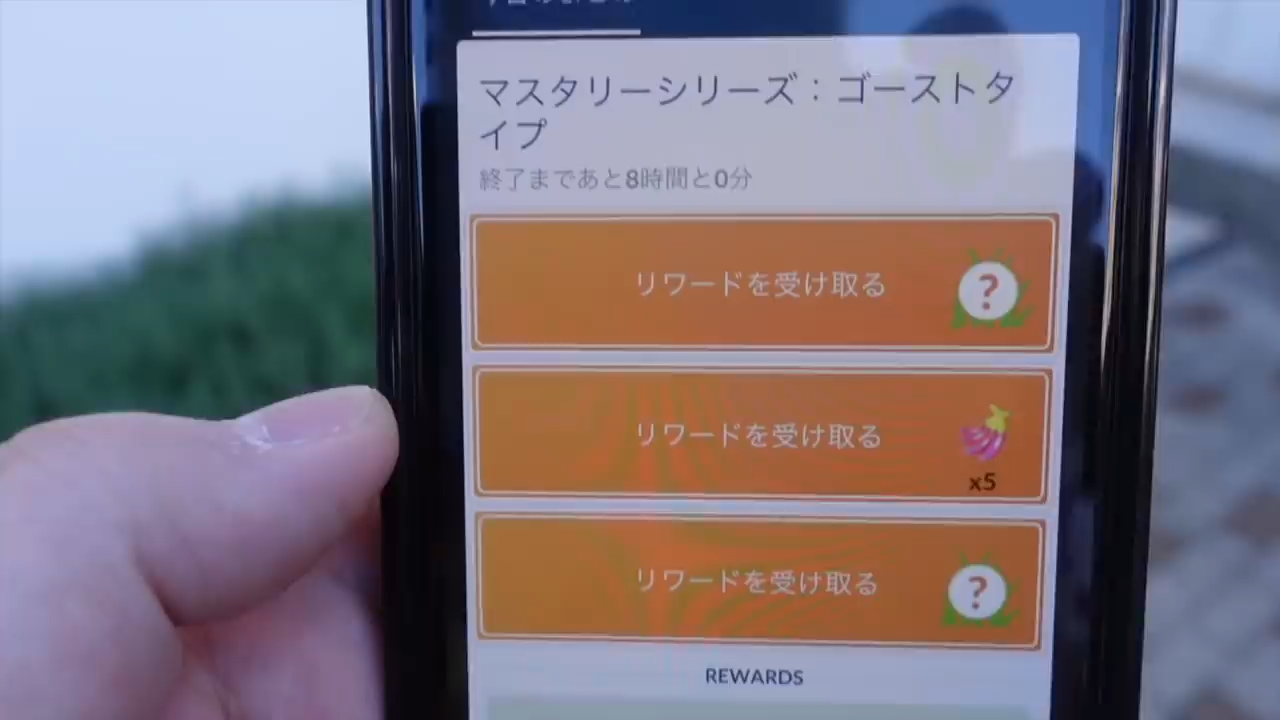 マスタリーシリーズ：ゴーストタ
イプ
終了まであと8時間と0分
リワードを受け取る
?
リワードを受け取る
x5
リワードを受け取る
?
REWARDS